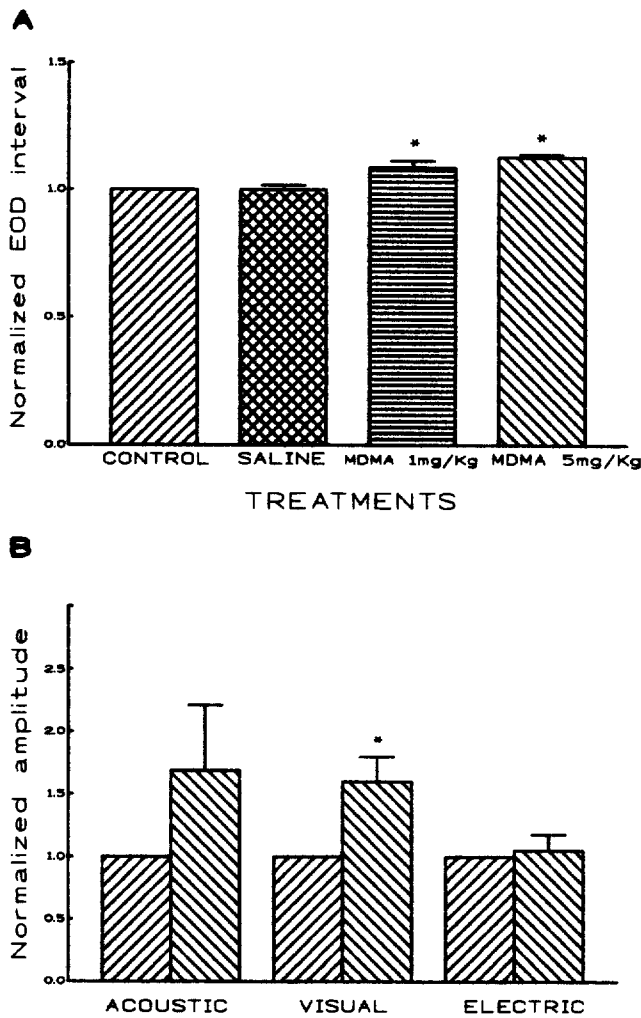 A
Normalized EOD interval
1.5
1.0
0.5
0.0
*
*
CONTROL SALINE MDMA 1mg/Kg MDMA 5mg/Kg
TREATMENTS
B
Normalized amplitude
2.5
2.0
1.5
1.0
0.5
0.0
*
ACOUSTIC VISUAL ELECTRIC